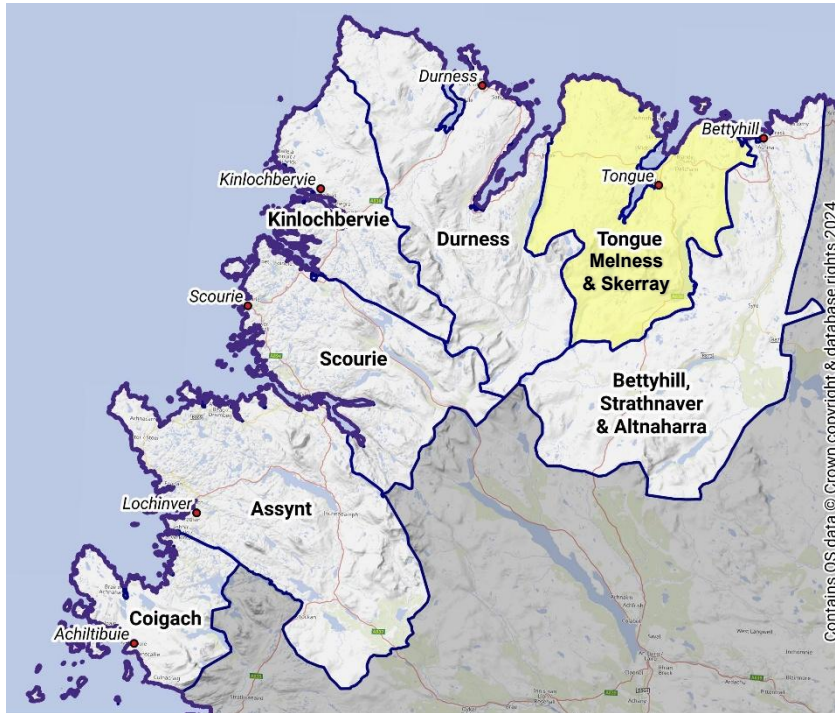 Durness
Bettyhill
Tongue
Kinlochbervie
Kinlochbervie
Durness
Tongue
Melness
& Skerray
Scourie
Scourie
Bettyhill,
Strathnaver
& Altnaharra
Lochinver
Assynt
Coigach
Achiltibuie
Contains OS data © Crown copyright & database rights 2024